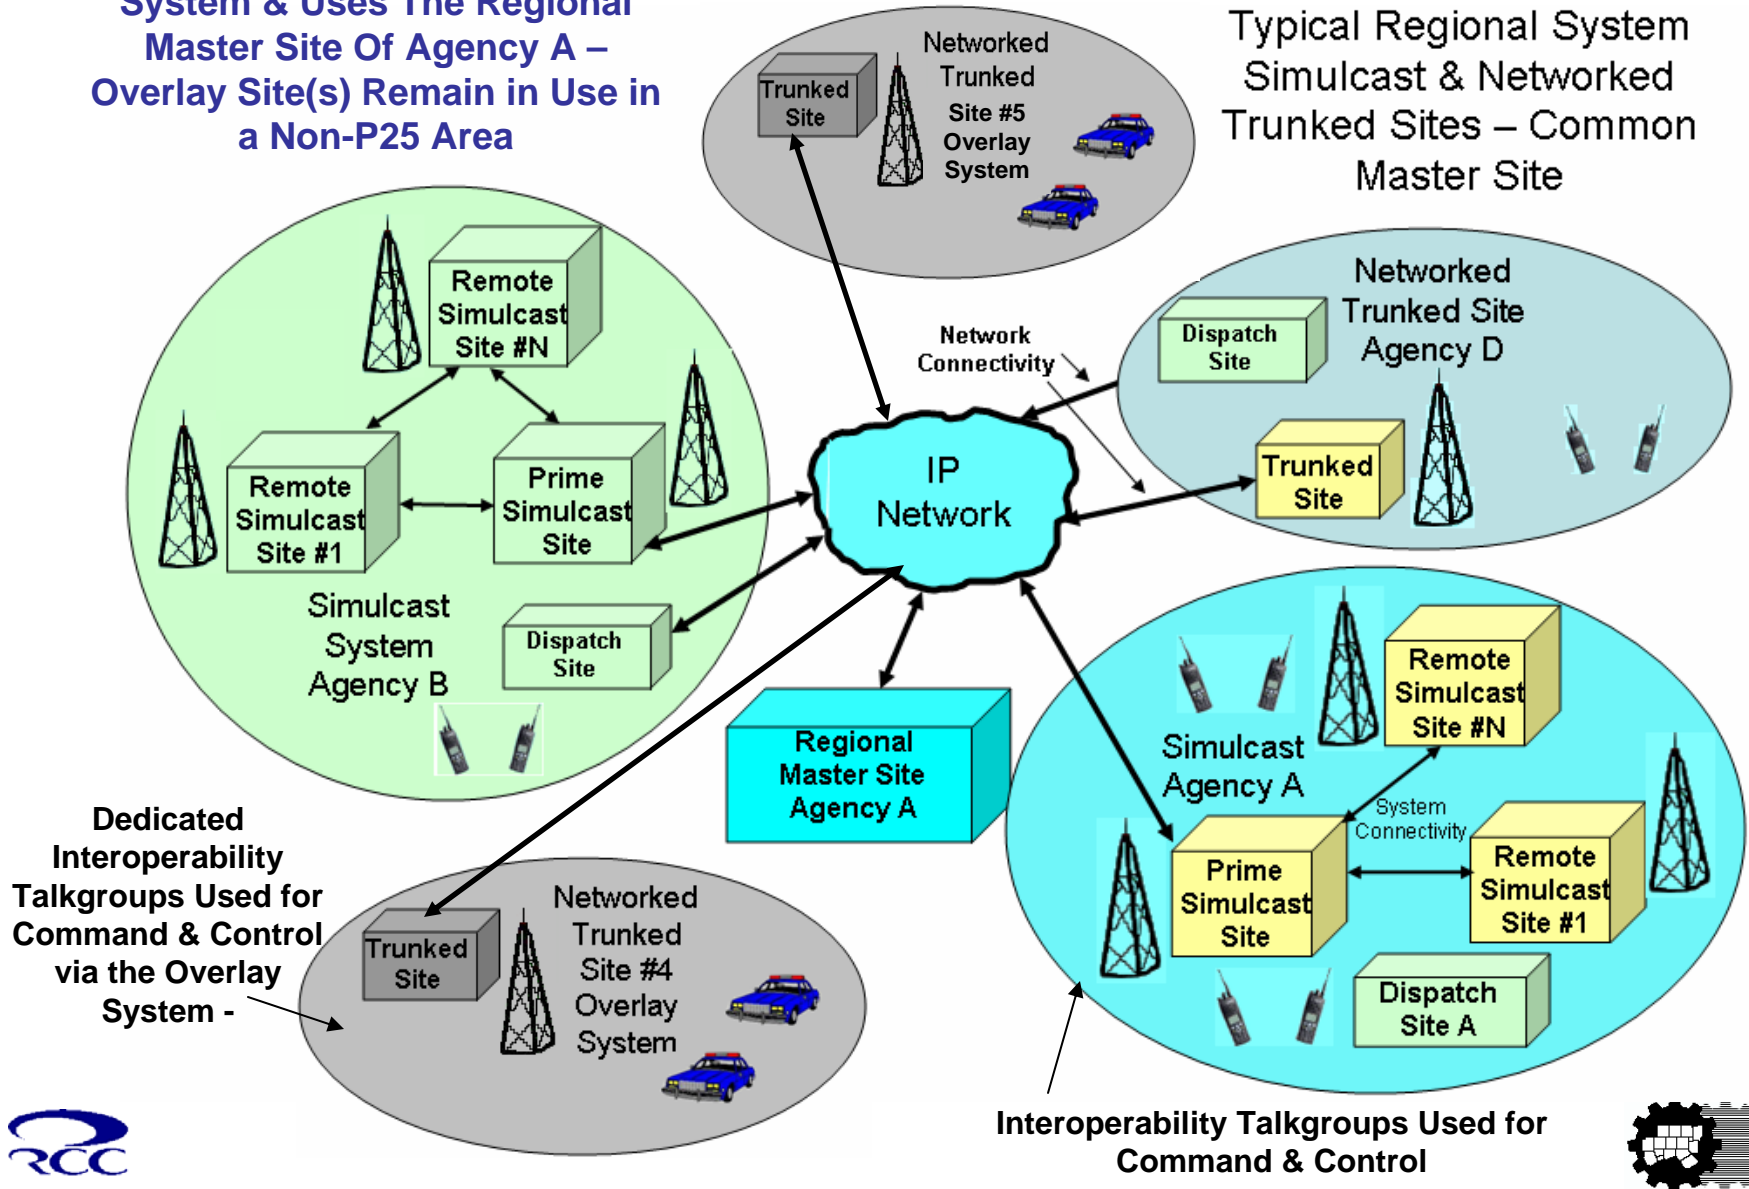 System & Uses The Regional
Master Site Of Agency A –
Overlay Site(s) Remain in Use in
a Non-P25 Area
Typical Regional System
Simulcast & Networked
Trunked Sites – Common
Master Site
Trunked
Site
Networked
Trunked
Site #5
Overlay
System
Remote
Simulcast
Site #N
Remote
Simulcast
Site #1
Prime
Simulcast
Site
Simulcast
System
Agency B
Dispatch
Site
Network
Connectivity
IP
Network
Networked
Trunked Site
Agency D
Dispatch
Site
Trunked
Site
Regional
Master Site
Agency A
Simulcast
Agency A
Remote
Simulcast
Site #N
System
Connectivity
Prime
Simulcast
Site
Remote
Simulcast
Site #1
Dispatch
Site A
Dedicated
Interoperability
Talkgroups Used for
Command & Control
via the Overlay
System -
Trunked
Site
Networked
Trunked
Site #4
Overlay
System
Interoperability Talkgroups Used for
Command & Control
RCC